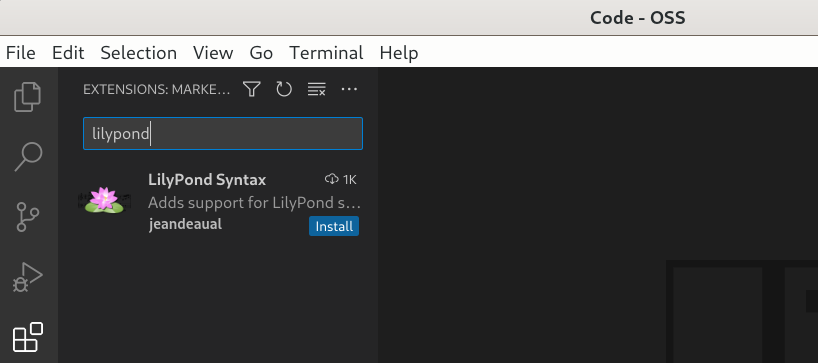 Code - OSS
File Edit Selection View Go Terminal Help
EXTENSIONS: MARKE...
lilypond
LilyPond Syntax 1K
Adds support for LilyPond s...
jeandeaual Install